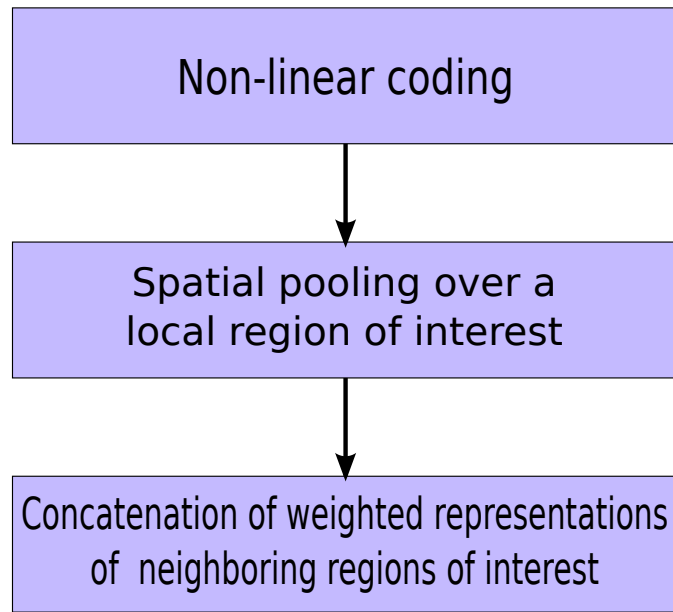 Non-linear coding
Spatial pooling over a
local region of interest
Concatenation of weighted representations
of neighboring regions of interest